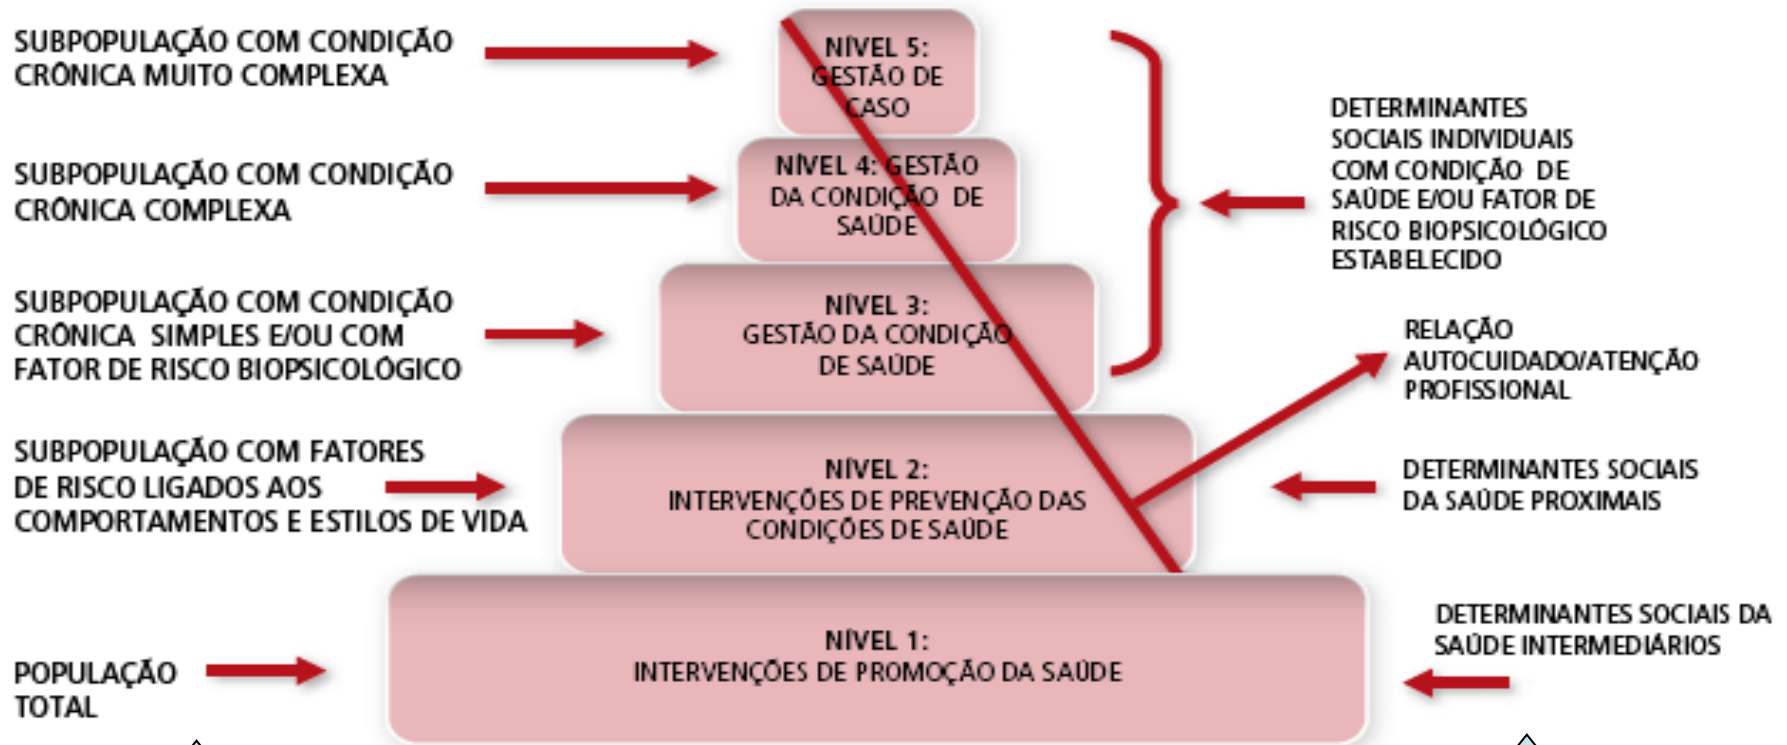 SUBPOPULAÇÃO COM CONDIÇÃO
CRÔNICA MUITO COMPLEXA
SUBPOPULAÇÃO COM CONDIÇÃO
CRÔNICA COMPLEXA
SUBPOPULAÇÃO COM CONDIÇÃO
CRÔNICA SIMPLES E/OU COM
FATOR DE RISCO BIOPSICOLÓGICO
SUBPOPULAÇÃO COM FATORES
DE RISCO LIGADOS AOS
COMPORTAMENTOS E ESTILOS DE VIDA
POPULAÇÃO
TOTAL
NÍVEL 5:
GESTÃO DE
CASO
NÍVEL 4: GESTÃO
DA CONDIÇÃO DE
SAÚDE
NÍVEL 3:
GESTÃO DA CONDIÇÃO
DE SAÚDE
NÍVEL 2:
INTERVENÇÕES DE PREVENÇÃO DAS
CONDIÇÕES DE SAÚDE
NÍVEL 1:
INTERVENÇÕES DE PROMOÇÃO DA SAÚDE
DETERMINANTES
SOCIAIS INDIVIDUAIS
COM CONDIÇÃO DE
SAÚDE E/OU FATOR DE
RISCO BIOPSICOLÓGICO
ESTABELECIDO
RELAÇÃO
AUTOCUIDADO/ATENÇÃO
PROFISSIONAL
DETERMINANTES SOCIAIS
DA SAÚDE PROXIMAIS
DETERMINANTES SOCIAIS DA
SAÚDE INTERMEDIÁRIOS